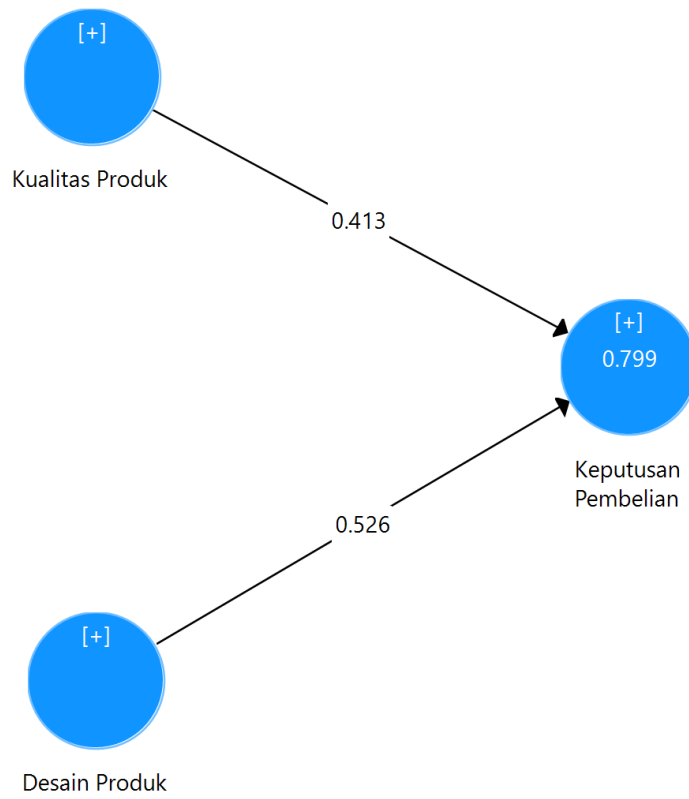 [+]
Kualitas Produk
0.413
[+]
0.799
Keputusan
Pembelian
0.526
[+]
Desain Produk